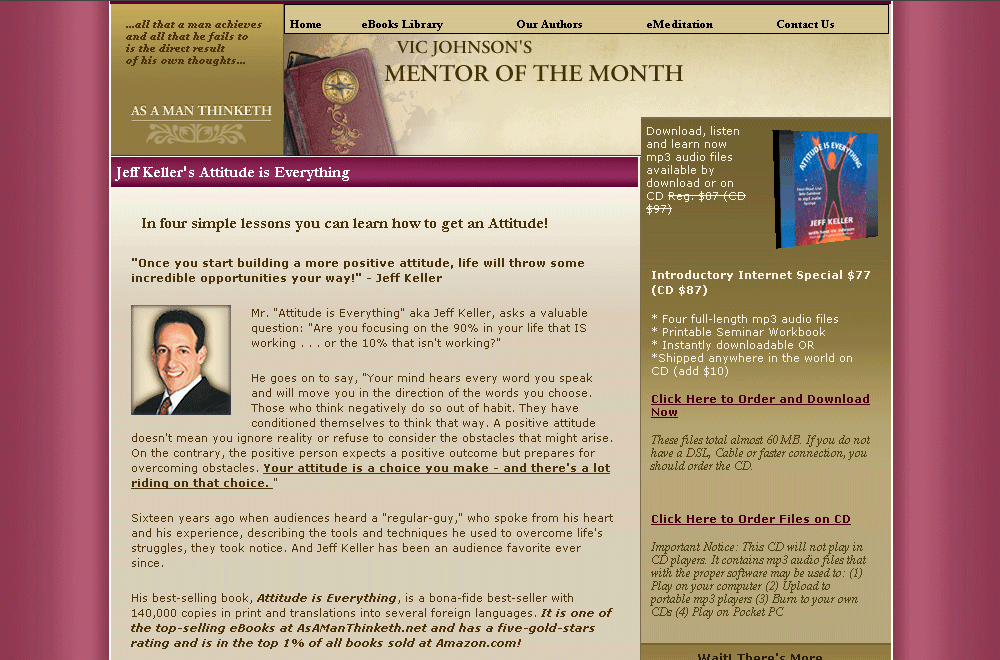 ...all that a man achieves
and all that he fails to
is the direct result
of his own thoughts...
AS A MAN THINKETH
Home eBooks Library Our Authors eMeditation Contact Us
VIC JOHNSON'S
MENTOR OF THE MONTH
Jeff Keller's Attitude is Everything
In four simple lessons you can learn how to get an Attitude!
"Once you start building a more positive attitude, life will throw some
incredible opportunities your way!" - Jeff Keller
Mr. "Attitude is Everything" aka Jeff Keller, asks a valuable
question: "Are you focusing on the 90% in your life that IS
working . . . or the 10% that isn't working?"
He goes on to say, "Your mind hears every word you speak
and will move you in the direction of the words you choose.
Those who think negatively do so out of habit. They have
conditioned themselves to think that way. A positive attitude
doesn't mean you ignore reality or refuse to consider the obstacles that might arise.
On the contrary, the positive person expects a positive outcome but prepares for
overcoming obstacles. Your attitude is a choice you make - and there's a lot
riding on that choice. "
Sixteen years ago when audiences heard a "regular-guy," who spoke from his heart
and his experience, describing the tools and techniques he used to overcome life's
struggles, they took notice. And Jeff Keller has been an audience favorite ever
since.
His best-selling book, Attitude is Everything, is a bona-fide best-seller with
140,000 copies in print and translations into several foreign languages. It is one of
the top-selling eBooks at AsAManThinketh.net and has a five-gold-stars
rating and is in the top 1% of all books sold at Amazon.com!
Download, listen
and learn now
mp3 audio files
available by
download or on
CD Reg. $87 (CD
$97)
ATTITUDE IS EVERYTHING
JEFF KELLER
Introductory Internet Special $77
(CD $87)
* Four full-length mp3 audio files
* Printable Seminar Workbook
* Instantly downloadable OR
*Shipped anywhere in the world on
CD (add $10)
Click Here to Order and Download
Now
These files total almost 60 MB. If you do not
have a DSL, Cable or faster connection, you
should order the CD.
Click Here to Order Files on CD
Important Notice: This CD will not play in
CD players. It contains mp3 audio files that
with the proper software may be used to: (1)
Play on your computer (2) Upload to
portable mp3 players (3) Burn to your own
CDs (4) Play on Pocket PC
Wait! There's More